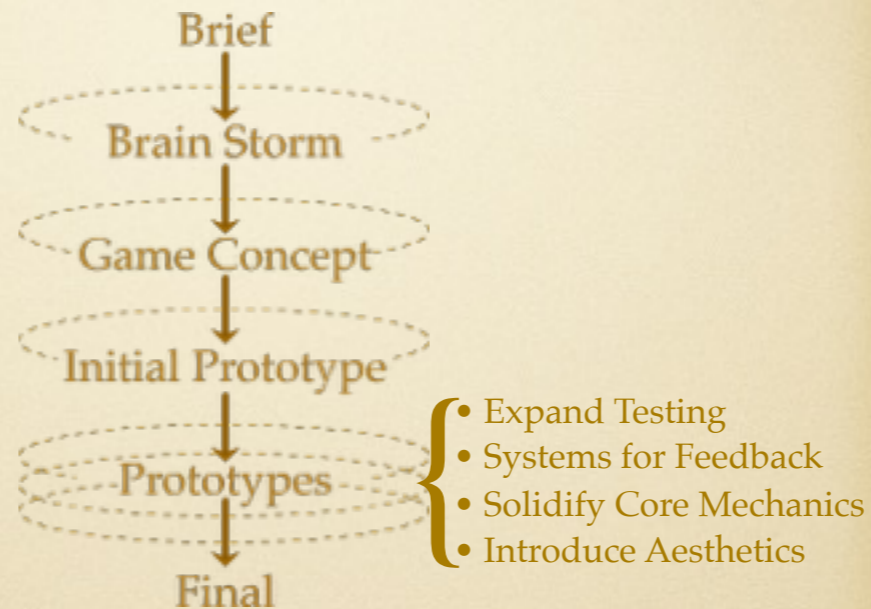 Brief
Brain Storm
Game Concept
Initial Prototype
Prototypes
• Expand Testing
• Systems for Feedback
• Solidify Core Mechanics
• Introduce Aesthetics
Final